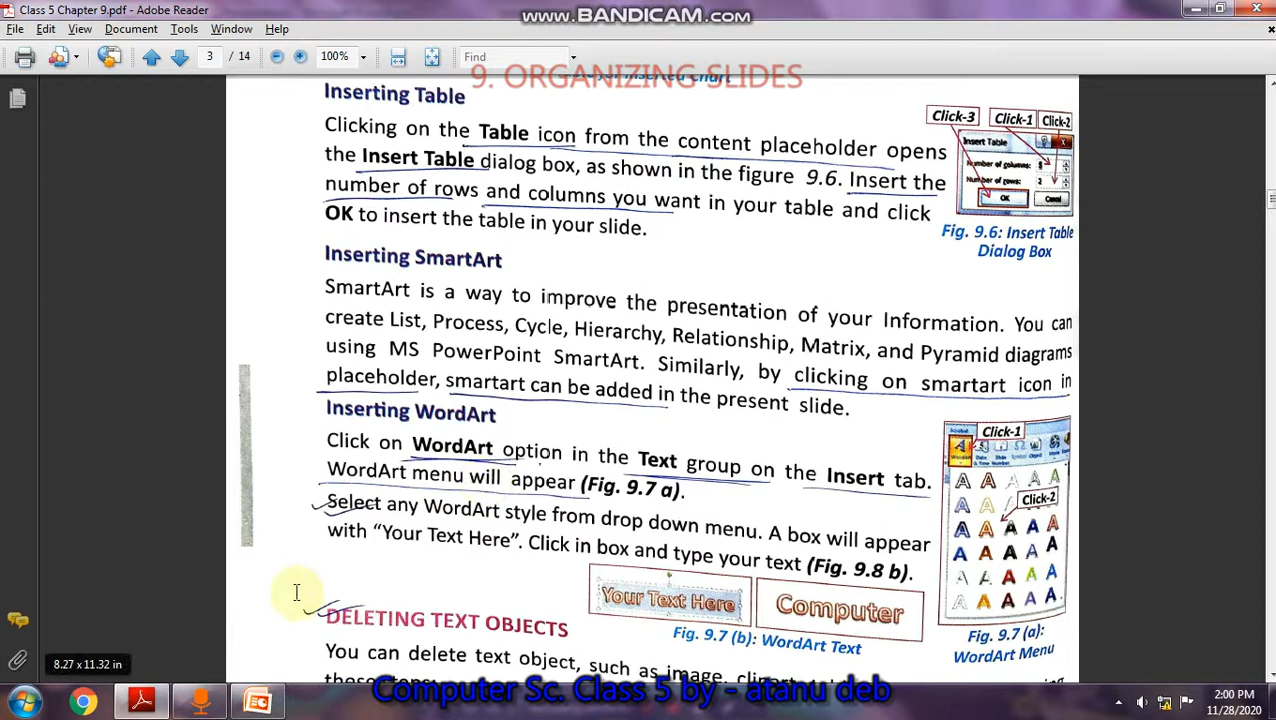 Class 5 Chapter 9.pdf - Adobe Reader
www.BANDICAM.com
File Edit View Document Tools Window Help
3 / 14 100% Find
9. ORGANIZING SLIDES
Inserted Chart
Inserting Table
Clicking on the Table icon from the content placeholder opens
the Insert Table dialog box, as shown in the figure 9.6. Insert the
number of rows and columns you want in your table and click
OK to insert the table in your slide.
Click-3 Click-1 Click-2
Insert Table
Number of columns:
Number of rows:
OK Cancel
Fig. 9.6: Insert Table
Dialog Box
Inserting SmartArt
SmartArt is a way to improve the presentation of your Information. You can
create List, Process, Cycle, Hierarchy, Relationship, Matrix, and Pyramid diagrams
using MS PowerPoint SmartArt. Similarly, by clicking on smartart icon in
placeholder, smartart can be added in the present slide.
Inserting WordArt
Click on WordArt option in the Text group on the Insert tab.
WordArt menu will appear (Fig. 9.7 a).
Select any WordArt style from drop down menu. A box will appear
with “Your Text Here”. Click in box and type your text (Fig. 9.8 b).
Click-1
Click-2
Your Text Here Computer
Fig. 9.7 (b): WordArt Text
Fig. 9.7 (a):
WordArt Menu
DELETING TEXT OBJECTS
You can delete text object, such as image,
8.27 x 11.32 in
Computer Sc. Class 5 by - atanu deb
2:00 PM
11/28/2020